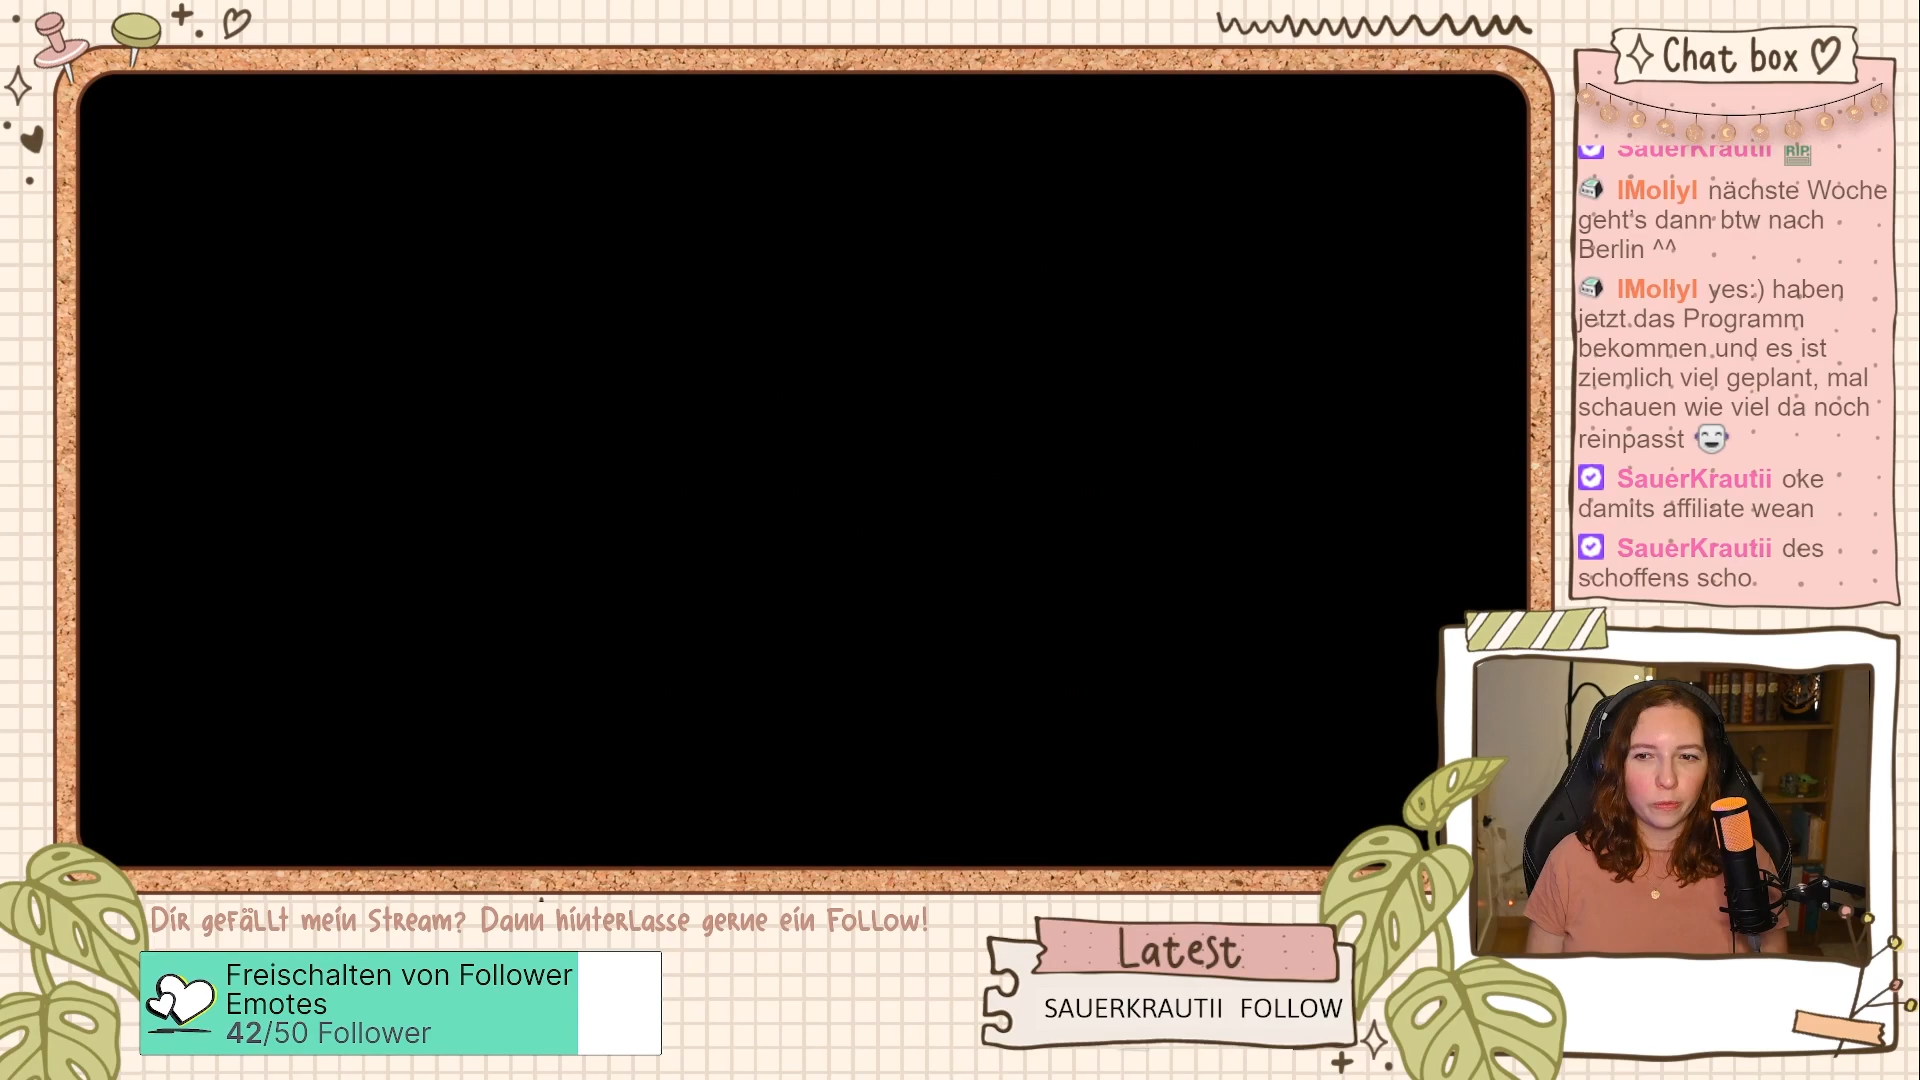 Chat box
SauerKrautii RIP
IMollyI nächste Woche
geht's dann btw nach
Berlin ^^
IMollyI yes:) haben
jetzt das Programm
bekommen und es ist
ziemlich viel geplant, mal
schauen wie viel da noch
reinpasst
SauerKrautii oke
damits affiliate wean
SauerKrautii des
schoffens scho
Dir gefällt mein Stream? Dann hinterlasse gerne ein Follow!
Freischalten von Follower
Emotes
42/50 Follower
Latest
SAUERKRAUTII FOLLOW